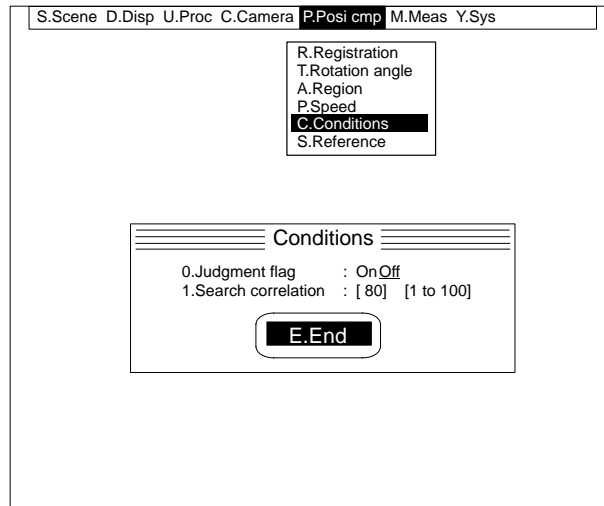 S.Scene D.Disp U.Proc C.Camera P.Posi cmp M.Meas Y.Sys
R.Registration
T.Rotation angle
A.Region
P.Speed
C.Conditions
S.Reference
Conditions
0.Judgment flag : On Off
1.Search correlation : [ 80] [1 to 100]
E.End